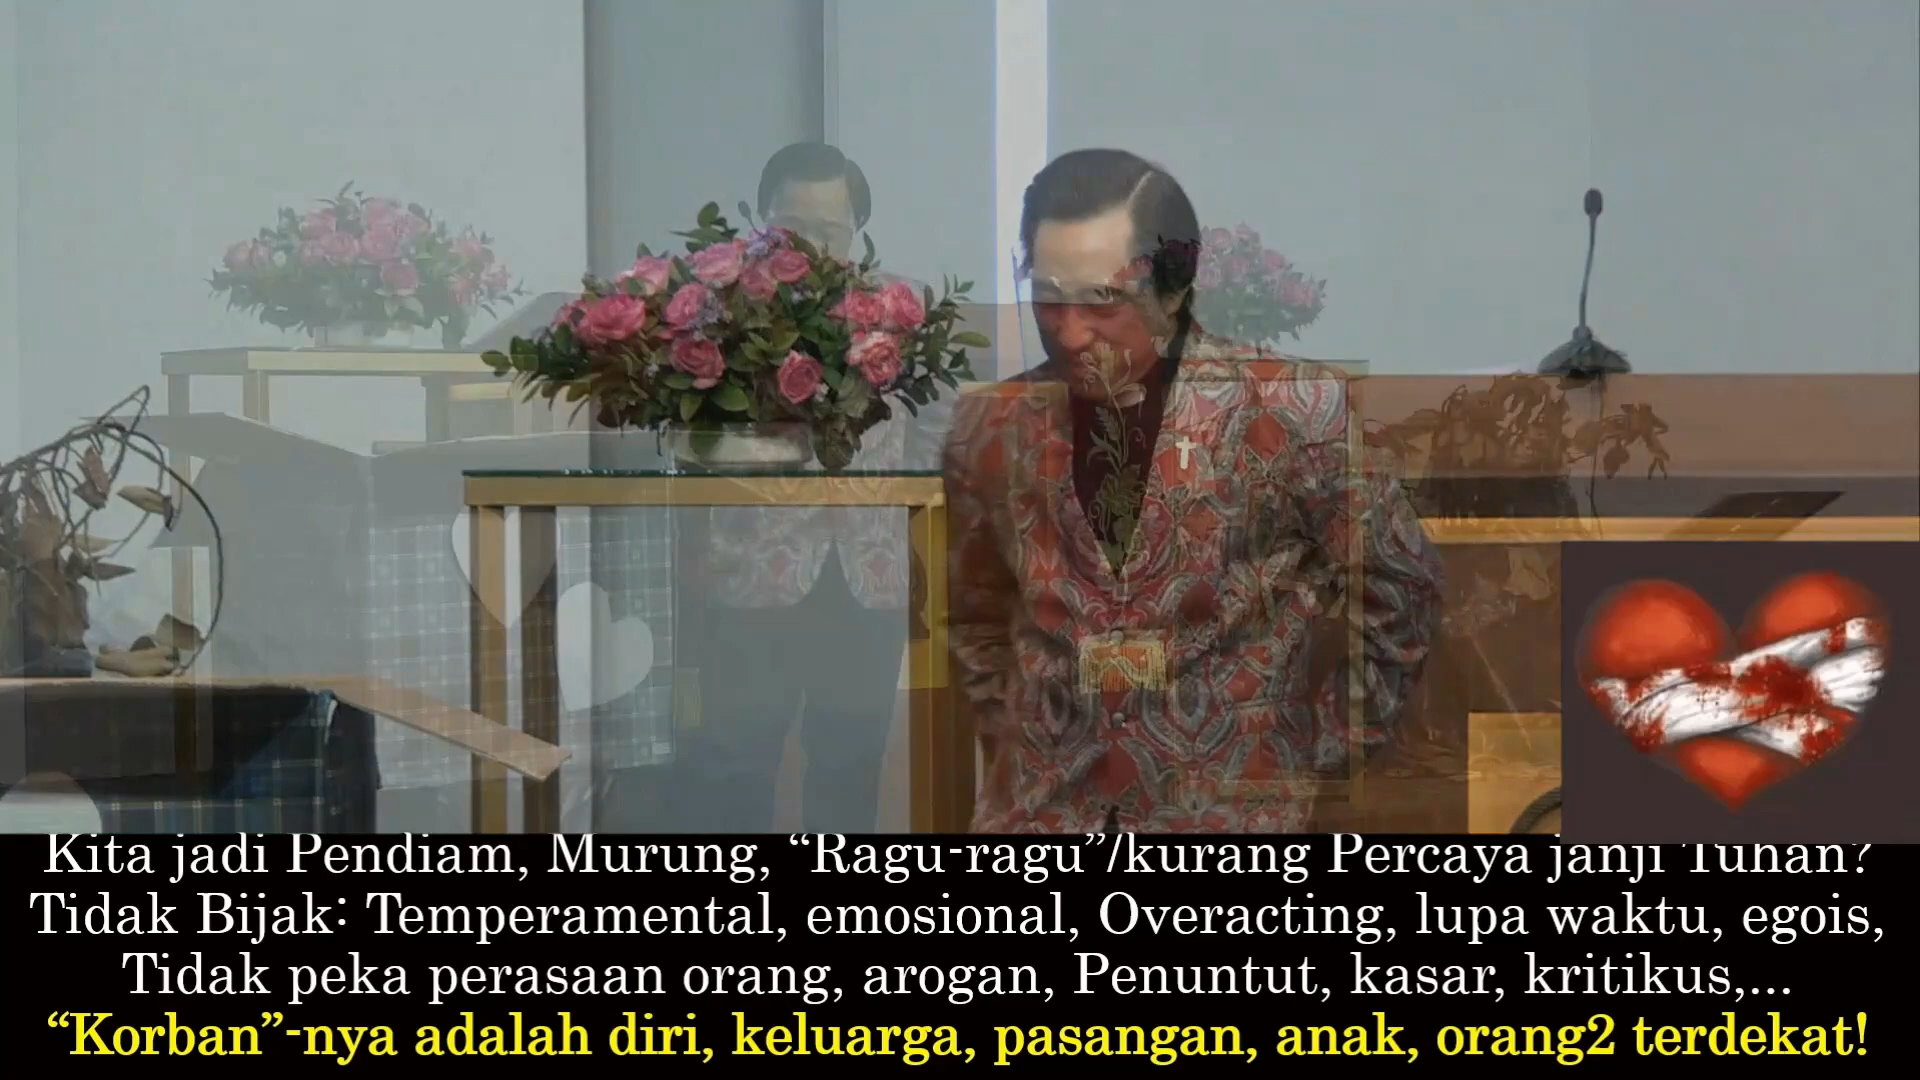 Kita jadi Pendiam, Murung, “Ragu-ragu”/kurang Percaya janji Tuhan?
Tidak Bijak: Temperamental, emosional, Overacting, lupa waktu, egois,
Tidak peka perasaan orang, arogan, Penuntut, kasar, kritikus,...
“Korban”-nya adalah diri, keluarga, pasangan, anak, orang2 terdekat!